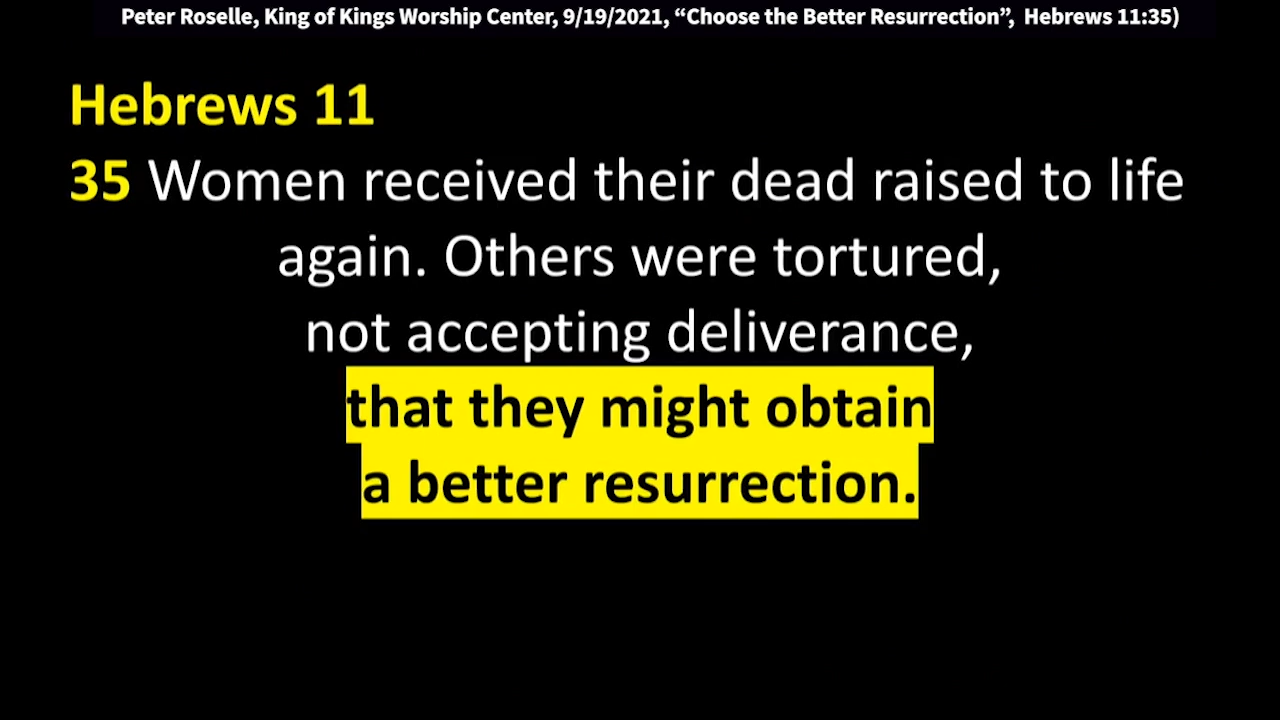 Peter Roselle, King of Kings Worship Center, 9/19/2021, “Choose the Better Resurrection”, Hebrews 11:35)
Hebrews 11
35 Women received their dead raised to life
again. Others were tortured,
not accepting deliverance,
that they might obtain
a better resurrection.